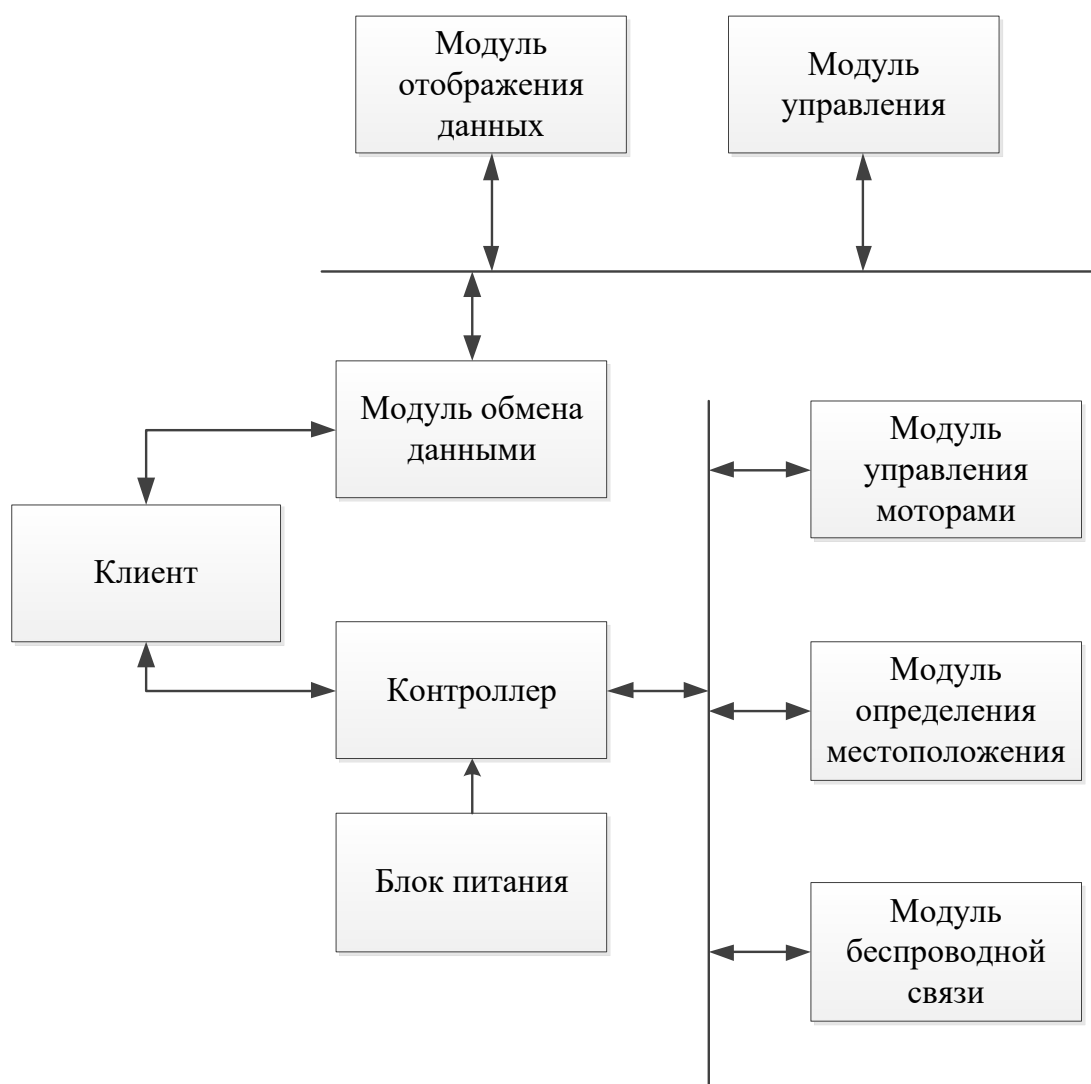 Модуль
отображения
данных
Модуль
управления
Модуль обмена
данными
Модуль
управления
моторами
Клиент
Контроллер
Модуль
определения
местоположения
Блок питания
Модуль
беспроводной
связи